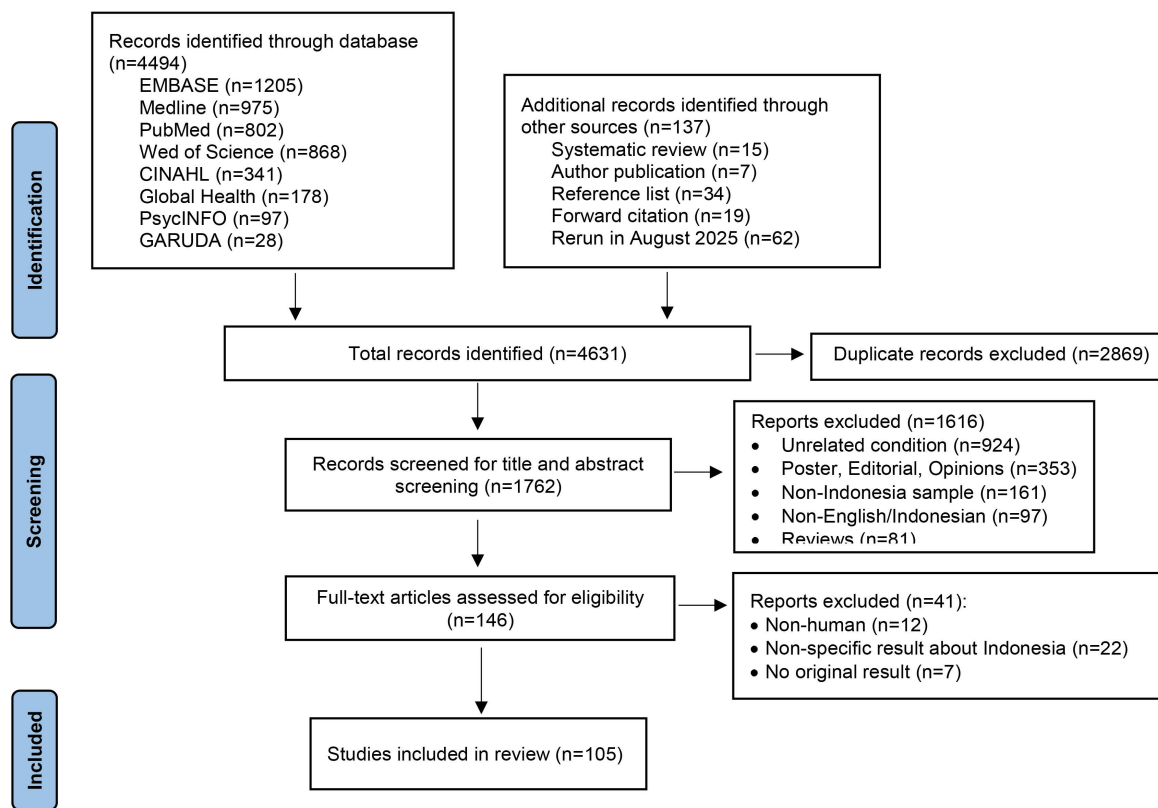 Identification
Records identified through database
(n=4494)
EMBASE (n=1205)
Medline (n=975)
PubMed (n=802)
Wed of Science (n=868)
CINAHL (n=341)
Global Health (n=178)
PsycINFO (n=97)
GARUDA (n=28)
Additional records identified through
other sources (n=137)
Systematic review (n=15)
Author publication (n=7)
Reference list (n=34)
Forward citation (n=19)
Rerun in August 2025 (n=62)
Total records identified (n=4631)
Duplicate records excluded (n=2869)
Screening
Records screened for title and abstract
screening (n=1762)
Reports excluded (n=1616)
• Unrelated condition (n=924)
• Poster, Editorial, Opinions (n=353)
• Non-Indonesia sample (n=161)
• Non-English/Indonesian (n=97)
• Reviews (n=81)
Full-text articles assessed for eligibility
(n=146)
Reports excluded (n=41):
• Non-human (n=12)
• Non-specific result about Indonesia (n=22)
• No original result (n=7)
Included
Studies included in review (n=105)